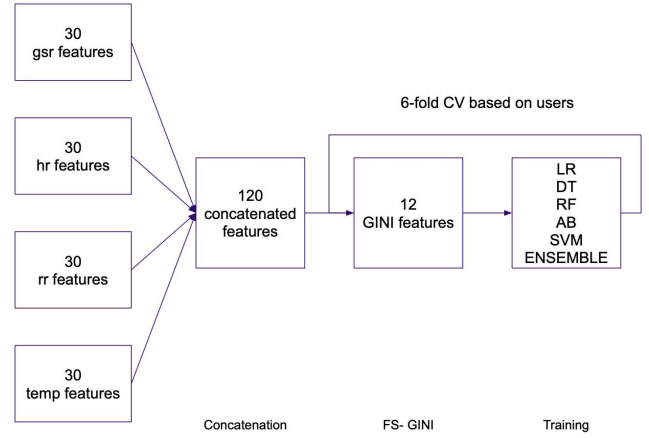 30
gsr features
30
hr features
30
rr features
30
temp features
120
concatenated
features
6-fold CV based on users
12
GINI features
LR
DT
RF
AB
SVM
ENSEMBLE
Concatenation
FS- GINI
Training